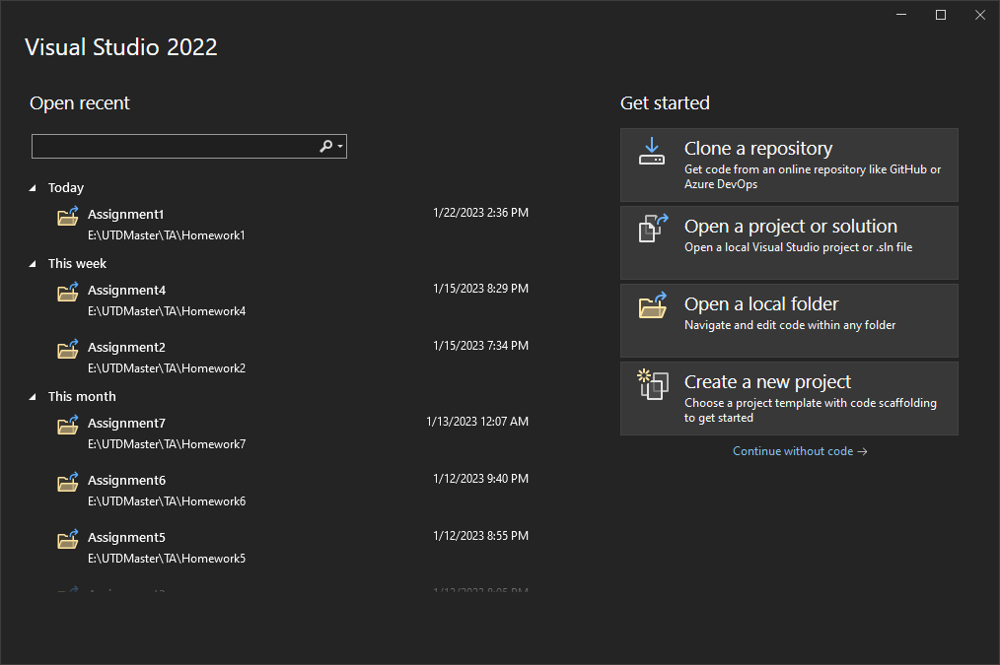 Visual Studio 2022
Open recent
Today
Assignment1 1/22/2023 2:36 PM
E:\UTDMaster\TA\Homework1
This week
Assignment4 1/15/2023 8:29 PM
E:\UTDMaster\TA\Homework4
Assignment2 1/15/2023 7:34 PM
E:\UTDMaster\TA\Homework2
This month
Assignment7 1/13/2023 12:07 AM
E:\UTDMaster\TA\Homework7
Assignment6 1/12/2023 9:40 PM
E:\UTDMaster\TA\Homework6
Assignment5 1/12/2023 8:55 PM
E:\UTDMaster\TA\Homework5
Get started
Clone a repository
Get code from an online repository like GitHub or
Azure DevOps
Open a project or solution
Open a local Visual Studio project or .sln file
Open a local folder
Navigate and edit code within any folder
Create a new project
Choose a project template with code scaffolding
to get started
Continue without code →